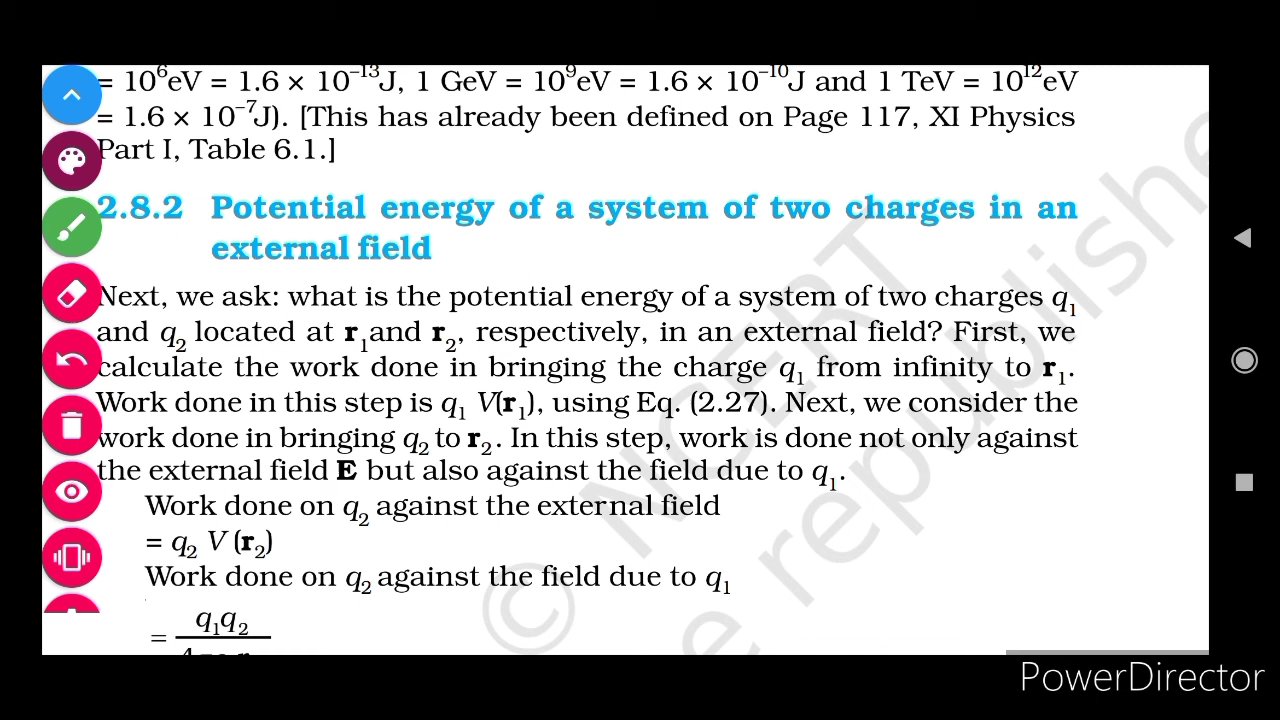 = 10⁶eV = 1.6 × 10⁻¹³J, 1 GeV = 10⁹eV = 1.6 × 10⁻¹⁰J and 1 TeV = 10¹²eV
= 1.6 × 10⁻⁷J). [This has already been defined on Page 117, XI Physics
Part I, Table 6.1.]
2.8.2 Potential energy of a system of two charges in an
external field
Next, we ask: what is the potential energy of a system of two charges q₁
and q₂ located at r₁and r₂, respectively, in an external field? First, we
calculate the work done in bringing the charge q₁ from infinity to r₁.
Work done in this step is q₁ V(r₁), using Eq. (2.27). Next, we consider the
work done in bringing q₂ to r₂. In this step, work is done not only against
the external field E but also against the field due to q₁.
Work done on q₂ against the external field
= q₂ V (r₂)
Work done on q₂ against the field due to q₁
= q₁q₂
© NCERT
e republishe
PowerDirector